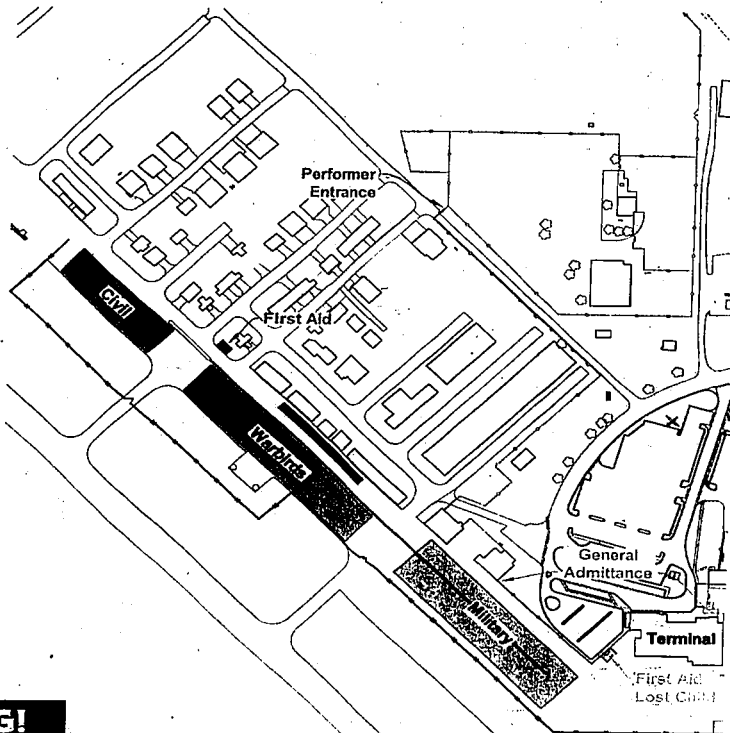 Performer
Entrance
Civil
First Aid
Warbirds
General
Admittance
Military
Terminal
First Aid
Lost Child
G!